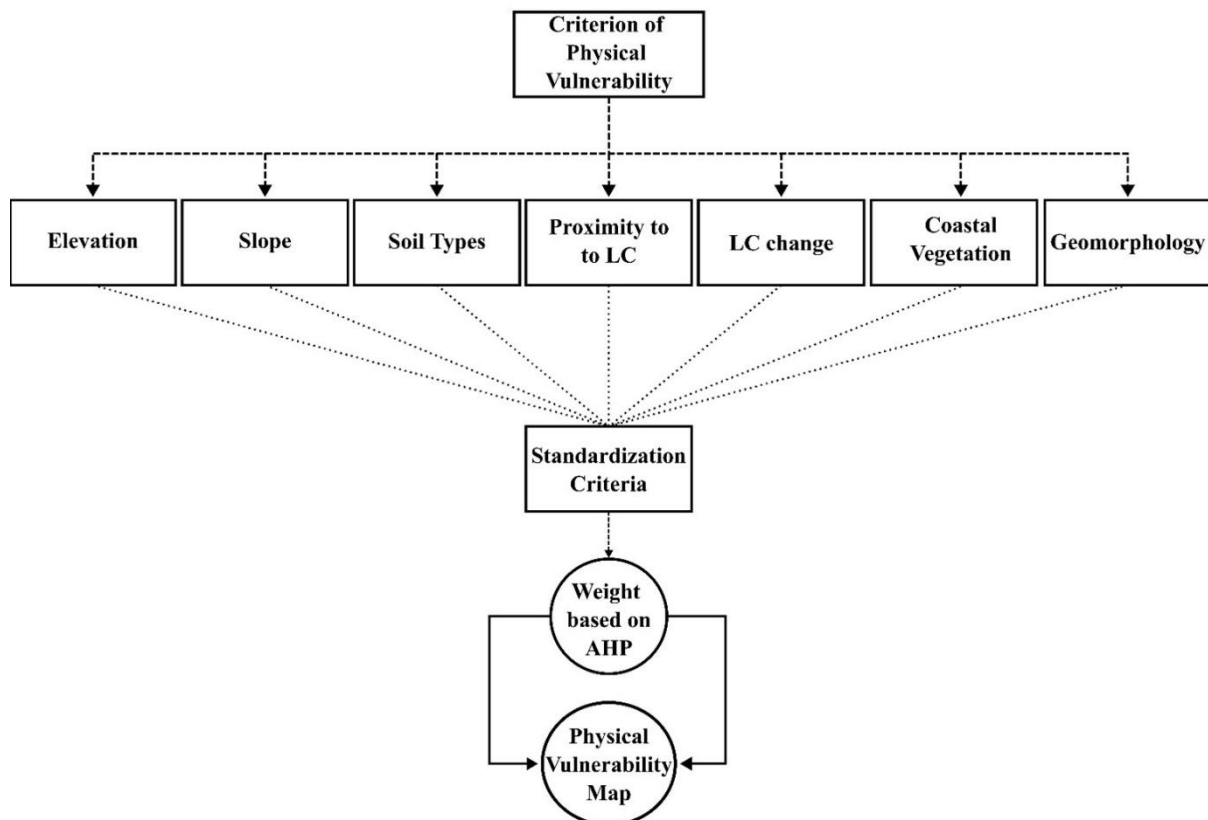 Criterion of
Physical
Vulnerability
Elevation
Slope
Soil Types
Proximity to
to LC
LC change
Coastal
Vegetation
Geomorphology
Standardization
Criteria
Weight
based on
AHP
Physical
Vulnerability
Map